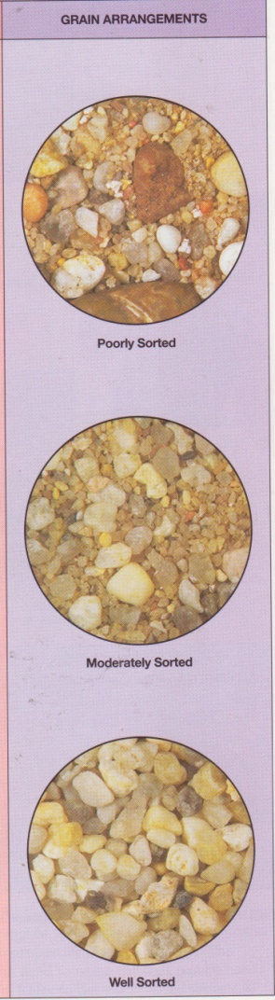 GRAIN ARRANGEMENTS
Poorly Sorted
Moderately Sorted
Well Sorted